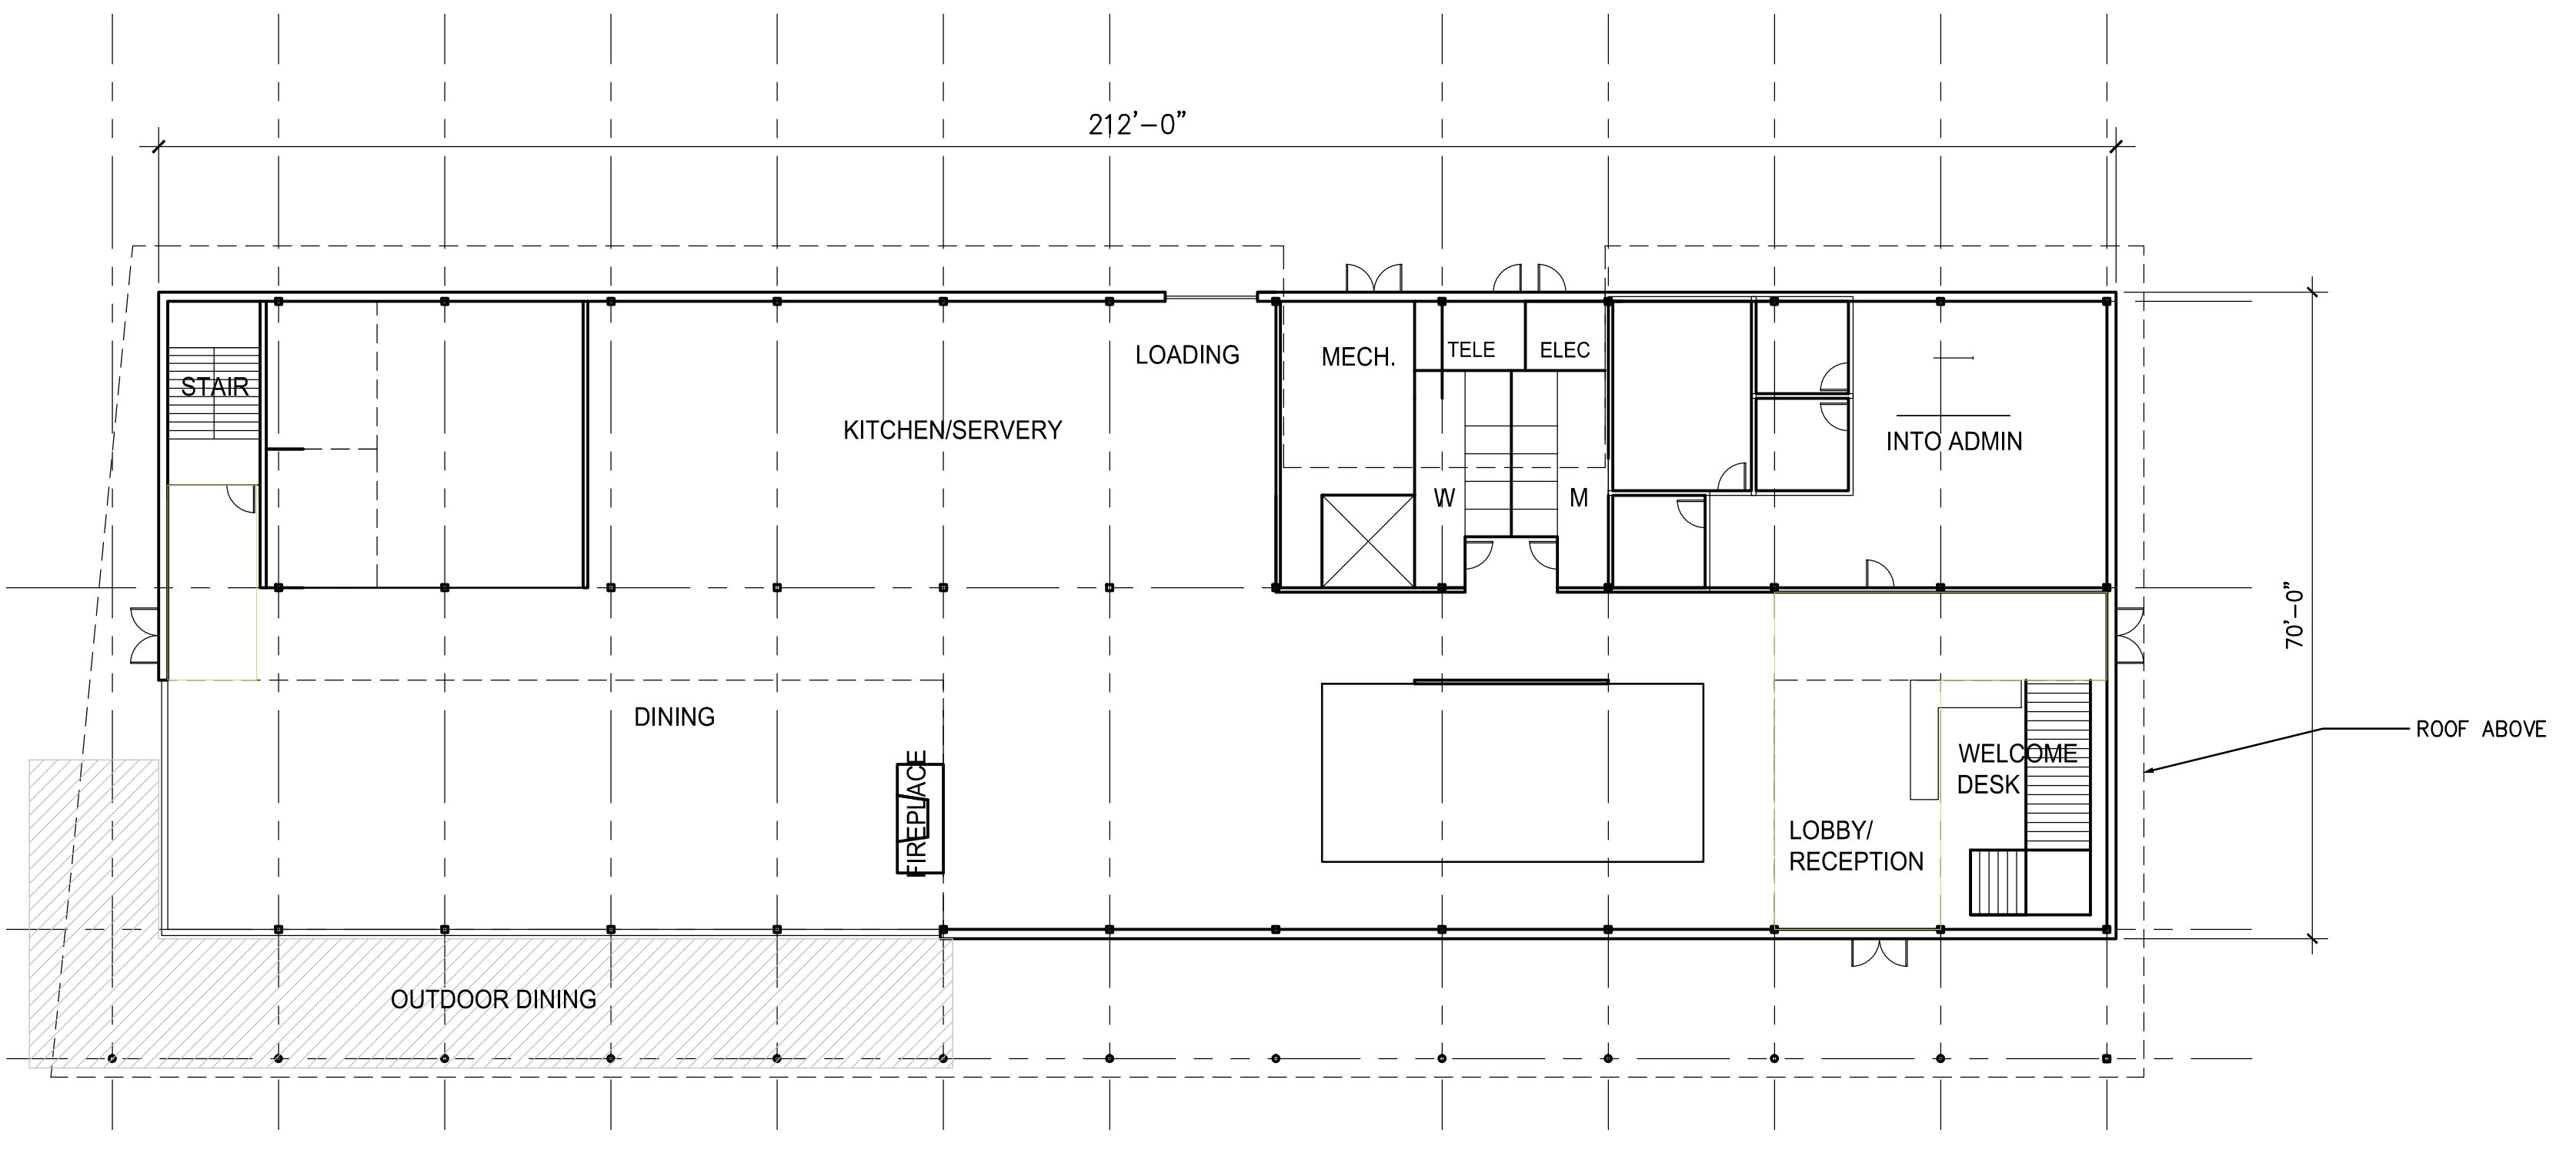 212'-0"
LOADING
MECH.
TELE
ELEC
STAIR
KITCHEN/SERVERY
INTO ADMIN
W
M
70'-0"
DINING
FIREPLACE
WELCOME
DESK
ROOF ABOVE
LOBBY/
RECEPTION
OUTDOOR DINING